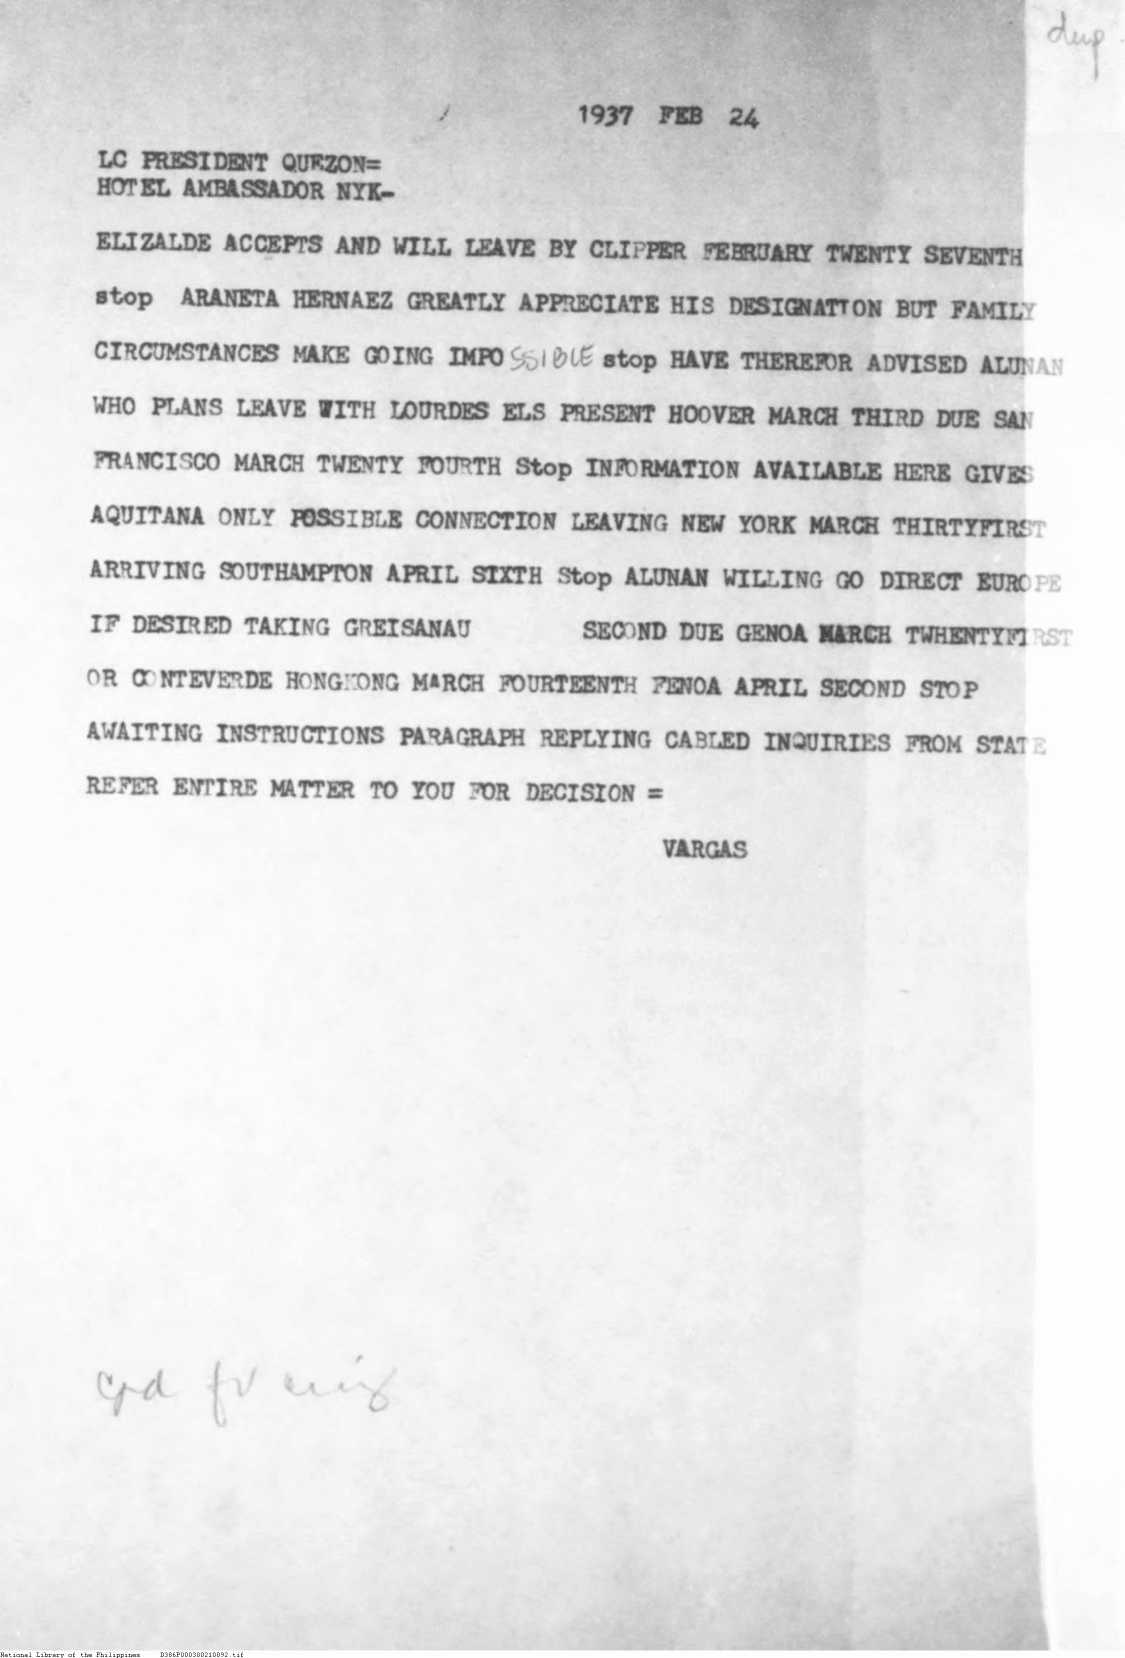 dup.
1937 FEB 24
LC PRESIDENT QUEZON=
HOTEL AMBASSADOR NYK-
ELIZALDE ACCEPTS AND WILL LEAVE BY CLIPPER FEBRUARY TWENTY SEVENTH
stop ARANETA HERNAEZ GREATLY APPRECIATE HIS DESIGNATION BUT FAMILY
CIRCUMSTANCES MAKE GOING IMPOSSIBLE stop HAVE THEREFOR ADVISED ALUNAN
WHO PLANS LEAVE WITH LOURDES ELS PRESENT HOOVER MARCH THIRD DUE SAN
FRANCISCO MARCH TWENTY FOURTH Stop INFORMATION AVAILABLE HERE GIVES
AQUITANA ONLY POSSIBLE CONNECTION LEAVING NEW YORK MARCH THIRTYFIRST
ARRIVING SOUTHAMPTON APRIL SIXTH Stop ALUNAN WILLING GO DIRECT EUROPE
IF DESIRED TAKING GREISANAU SECOND DUE GENOA MARCH TWHENTYFIRST
OR CONTEVERDE HONGKONG MARCH FOURTEENTH FENOA APRIL SECOND STOP
AWAITING INSTRUCTIONS PARAGRAPH REPLYING CABLED INQUIRIES FROM STATE
REFER ENTIRE MATTER TO YOU FOR DECISION =
VARGAS
National Library of the Philippines D386P000380210892.tif